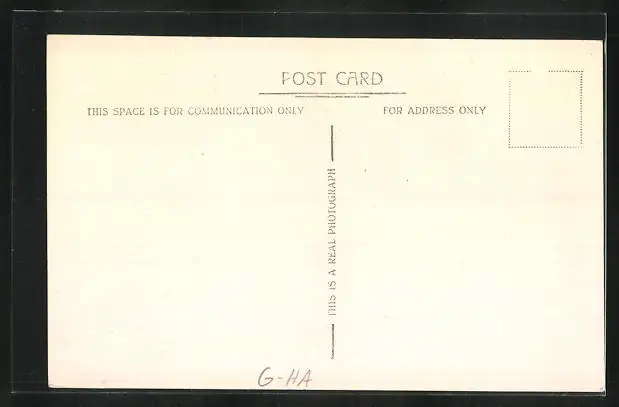 POST CARD
THIS SPACE IS FOR COMMUNICATION ONLY
FOR ADDRESS ONLY
THIS IS A REAL PHOTOGRAPH
G-HA